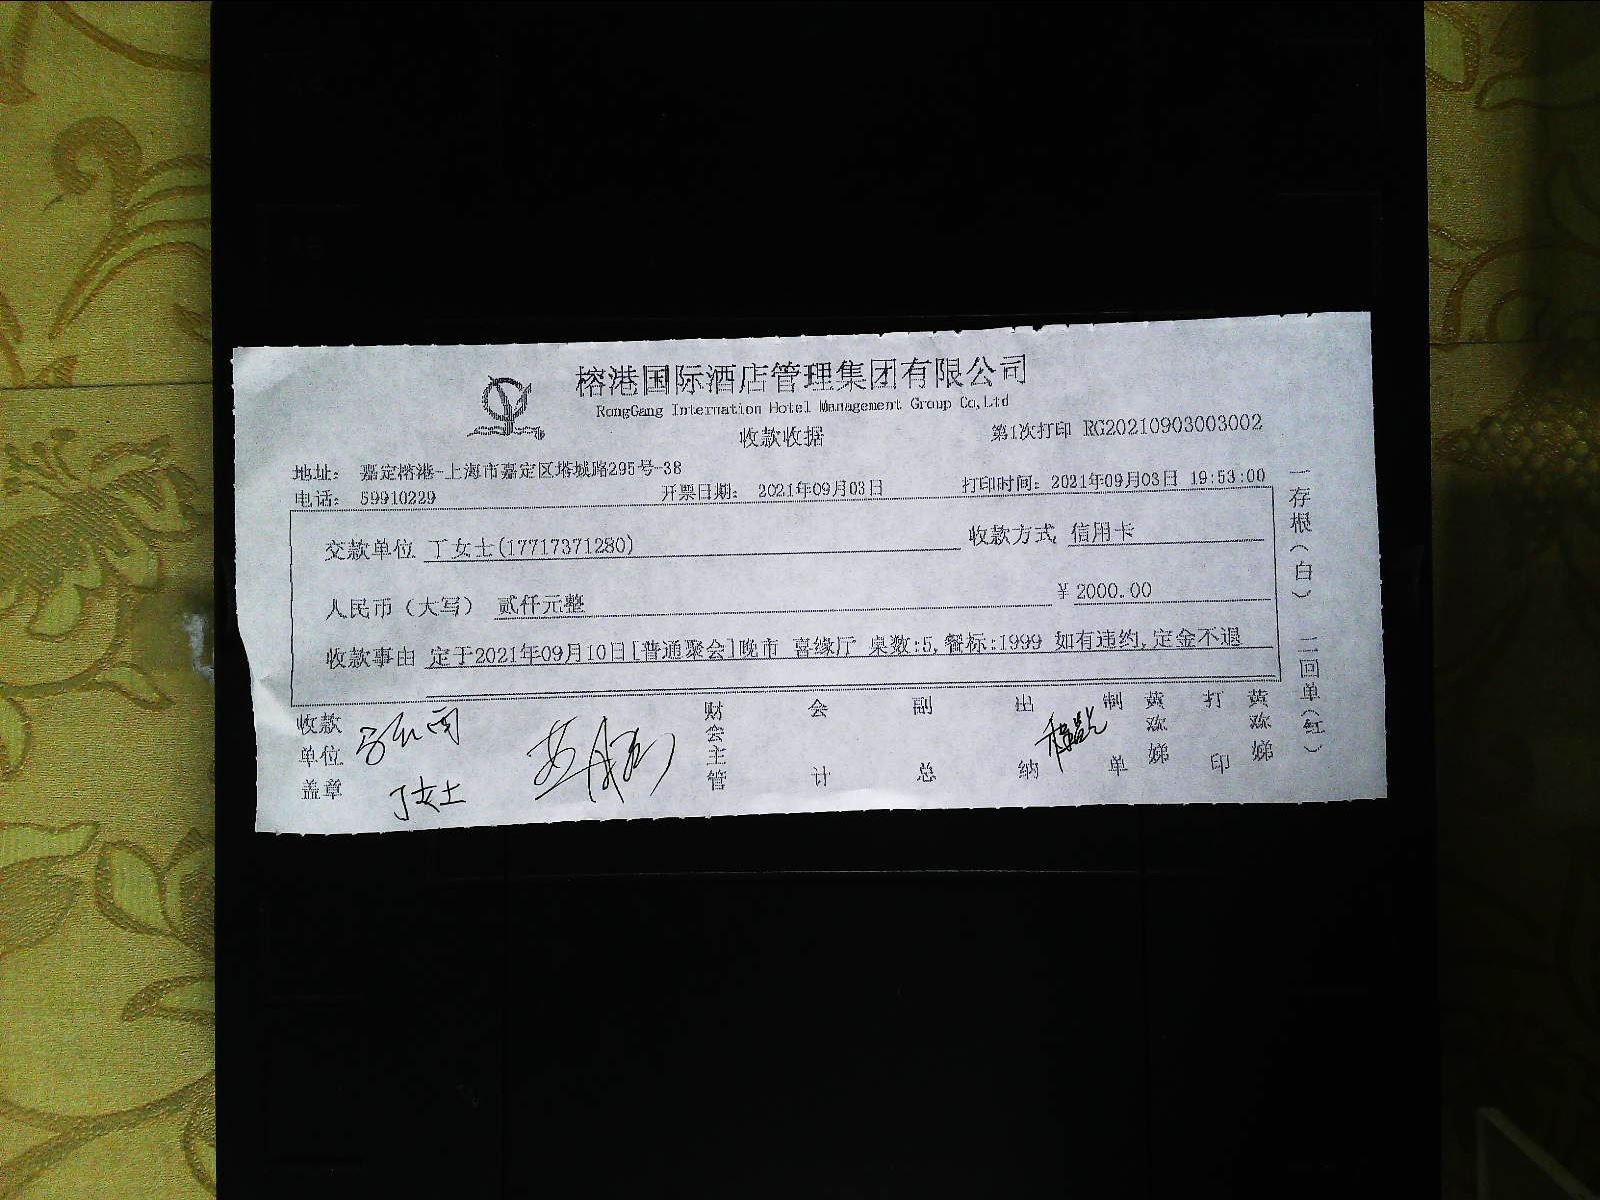 榕港国际酒店管理集团有限公司
RongGang Internation Hotel Management Group Co,Ltd
收款收据
第1次打印 RG20210903003002
地址： 嘉定榕港-上海市嘉定区塔城路295号-38
电话： 59910229 开票日期： 2021年09月03日 打印时间：2021年09月03日 19:53:00
交款单位 丁女士(17717371280) 收款方式 信用卡
人民币（大写） 贰仟元整 ￥2000.00
收款事由 定于2021年09月10日[普通聚会]晚市 喜缘厅 桌数:5,餐标:1999 如有违约,定金不退
收款单位盖章
丁女士
财会主管
会计
副总
出纳
制单 黄欢娣
打印 黄欢娣
一存根(白) 二回单(红)